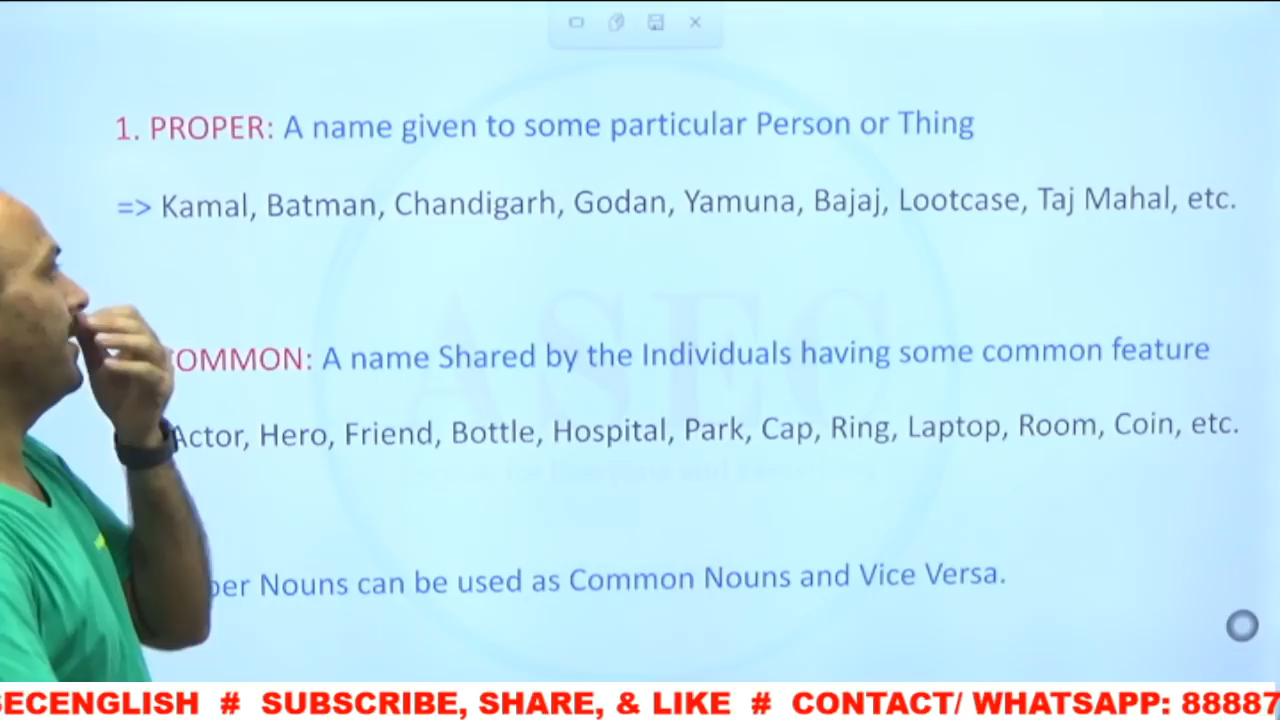 1. PROPER: A name given to some particular Person or Thing
=> Kamal, Batman, Chandigarh, Godan, Yamuna, Bajaj, Lootcase, Taj Mahal, etc.
ASEC
OMMON: A name Shared by the Individuals having some common feature
Actor, Hero, Friend, Bottle, Hospital, Park, Cap, Ring, Laptop, Room, Coin, etc.
per Nouns can be used as Common Nouns and Vice Versa.
SECENGLISH # SUBSCRIBE, SHARE, & LIKE # CONTACT/ WHATSAPP: 88887